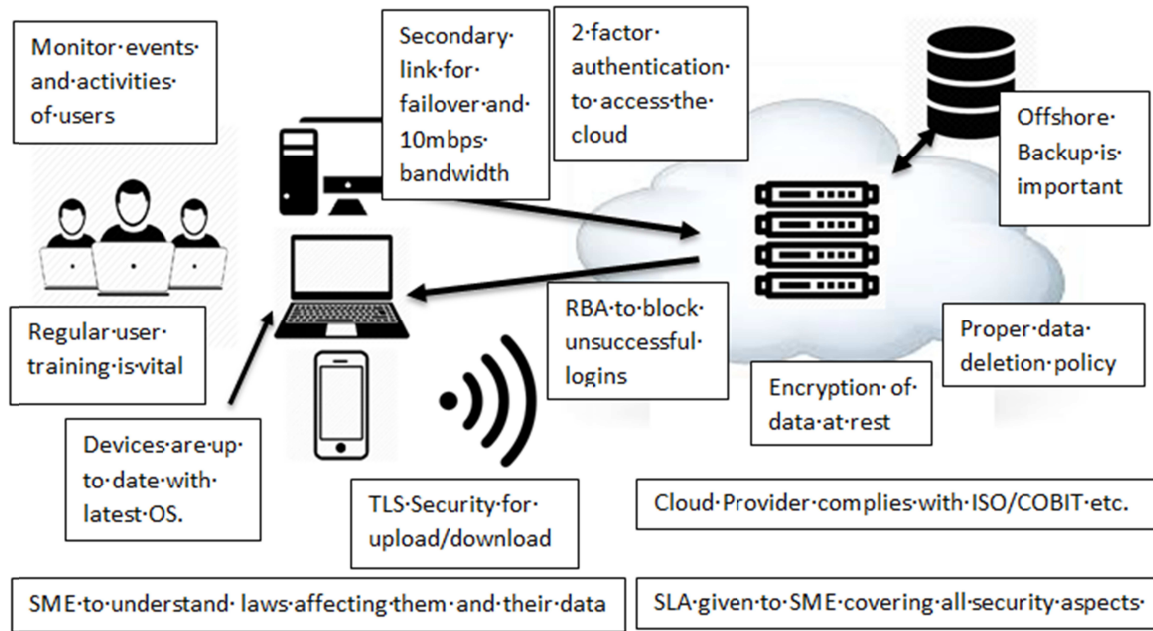 Monitor events
and activities
of users
Secondary
link for
failover and
10mbps
bandwidth
2 factor
authentication
to access the
cloud
Offshore
Backup is
important
Regular user
training is vital
RBA to block
unsuccessful
logins
Proper data
deletion policy
Encryption of
data at rest
Devices are up
to date with
latest OS.
TLS Security for
upload/download
Cloud Provider complies with ISO/COBIT etc.
SME to understand laws affecting them and their data
SLA given to SME covering all security aspects